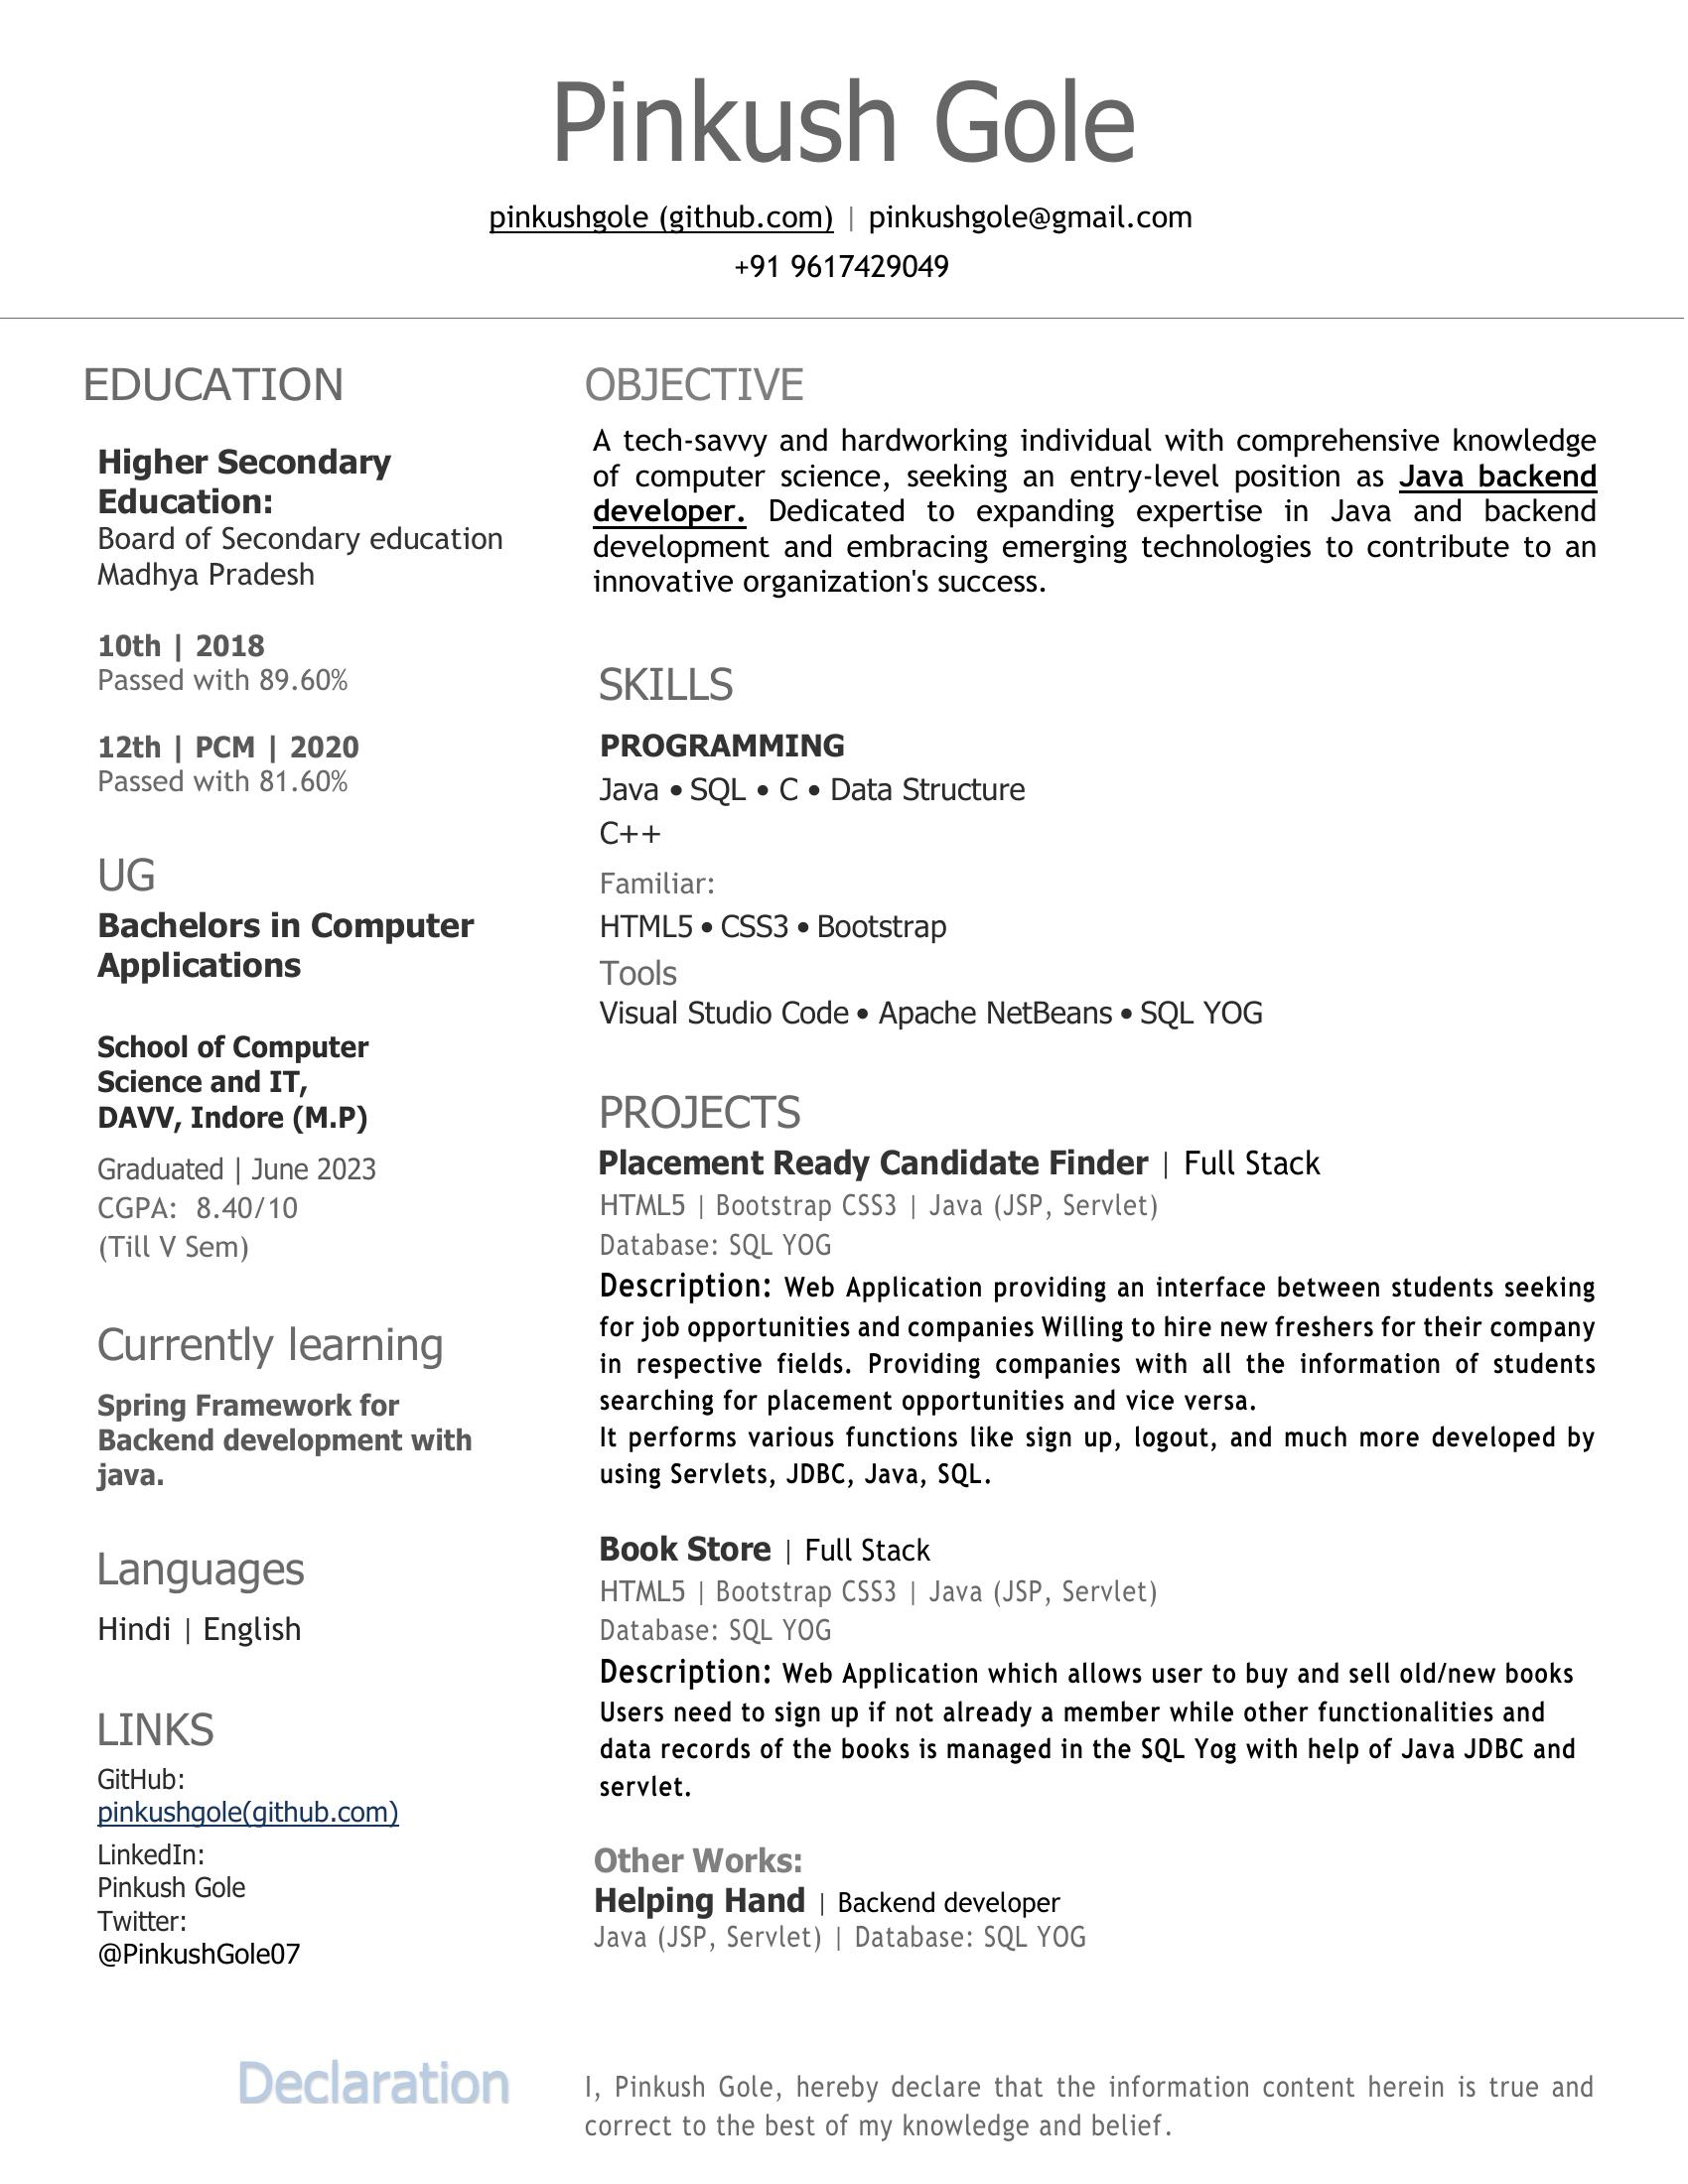 Pinkush Gole
pinkushgole (github.com) | pinkushgole@gmail.com
+91 9617429049
EDUCATION
Higher Secondary
Education:
Board of Secondary education
Madhya Pradesh
10th | 2018
Passed with 89.60%
12th | PCM | 2020
Passed with 81.60%
UG
Bachelors in Computer
Applications
School of Computer
Science and IT,
DAVV, Indore (M.P)
Graduated | June 2023
CGPA: 8.40/10
(Till V Sem)
Currently learning
Spring Framework for
Backend development with
java.
Languages
Hindi | English
LINKS
GitHub:
pinkushgole(github.com)
LinkedIn:
Pinkush Gole
Twitter:
@PinkushGole07
OBJECTIVE
A tech-savvy and hardworking individual with comprehensive knowledge
of computer science, seeking an entry-level position as Java backend
developer. Dedicated to expanding expertise in Java and backend
development and embracing emerging technologies to contribute to an
innovative organization's success.
SKILLS
PROGRAMMING
Java • SQL • C • Data Structure
C++
Familiar:
HTML5 • CSS3 • Bootstrap
Tools
Visual Studio Code • Apache NetBeans • SQL YOG
PROJECTS
Placement Ready Candidate Finder | Full Stack
HTML5 | Bootstrap CSS3 | Java (JSP, Servlet)
Database: SQL YOG
Description: Web Application providing an interface between students seeking
for job opportunities and companies Willing to hire new freshers for their company
in respective fields. Providing companies with all the information of students
searching for placement opportunities and vice versa.
It performs various functions like sign up, logout, and much more developed by
using Servlets, JDBC, Java, SQL.
Book Store | Full Stack
HTML5 | Bootstrap CSS3 | Java (JSP, Servlet)
Database: SQL YOG
Description: Web Application which allows user to buy and sell old/new books
Users need to sign up if not already a member while other functionalities and
data records of the books is managed in the SQL Yog with help of Java JDBC and
servlet.
Other Works:
Helping Hand | Backend developer
Java (JSP, Servlet) | Database: SQL YOG
Declaration
I, Pinkush Gole, hereby declare that the information content herein is true and
correct to the best of my knowledge and belief.